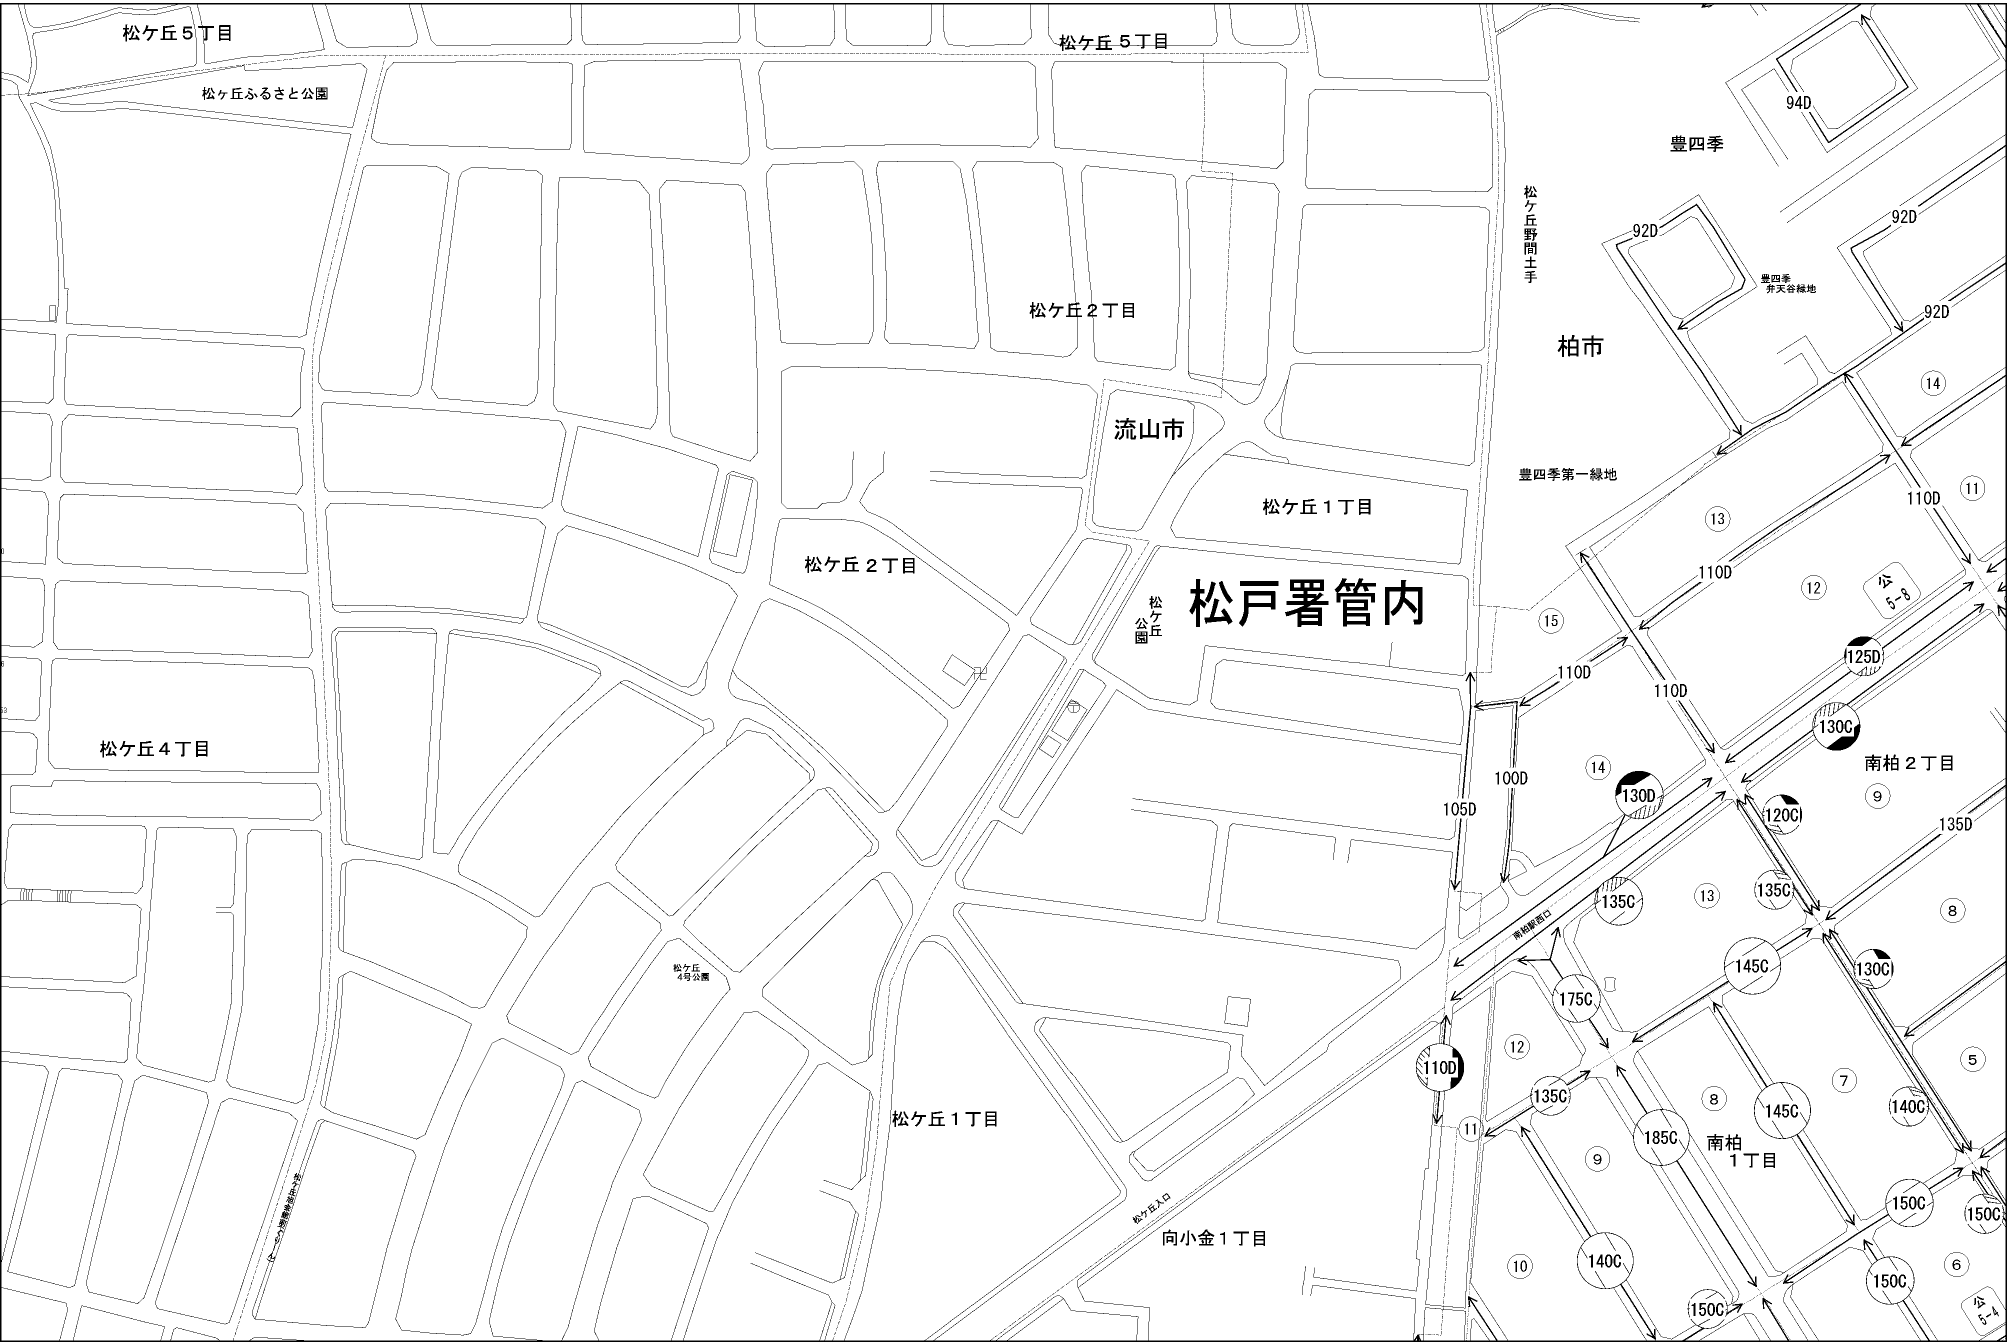 松ケ丘５丁目
松ケ丘５丁目
松ヶ丘ふるさと公園
94D
豊四季
松ケ丘野間土手
92D
92D
豊四季
弁天谷緑地
松ケ丘２丁目
92D
柏市
14
流山市
豊四季第一緑地
11
110D
松ケ丘１丁目
13
松ケ丘２丁目
110D
12
公
5-8
松戸署管内
松ケ丘
公園
15
125D
110D
110D
130C
松ケ丘４丁目
南柏２丁目
14
100D
130D
9
105D
120C
135D
135C
135C
13
8
南柏駅西口
松ケ丘
4号公園
145C
130C
175C
12
110D
5
135C
7
8
145C
140C
松ケ丘１丁目
11
185C
南柏
１丁目
9
150C
150C
松ケ丘入口
向小金１丁目
140C
10
6
150C
150C
公
5-4